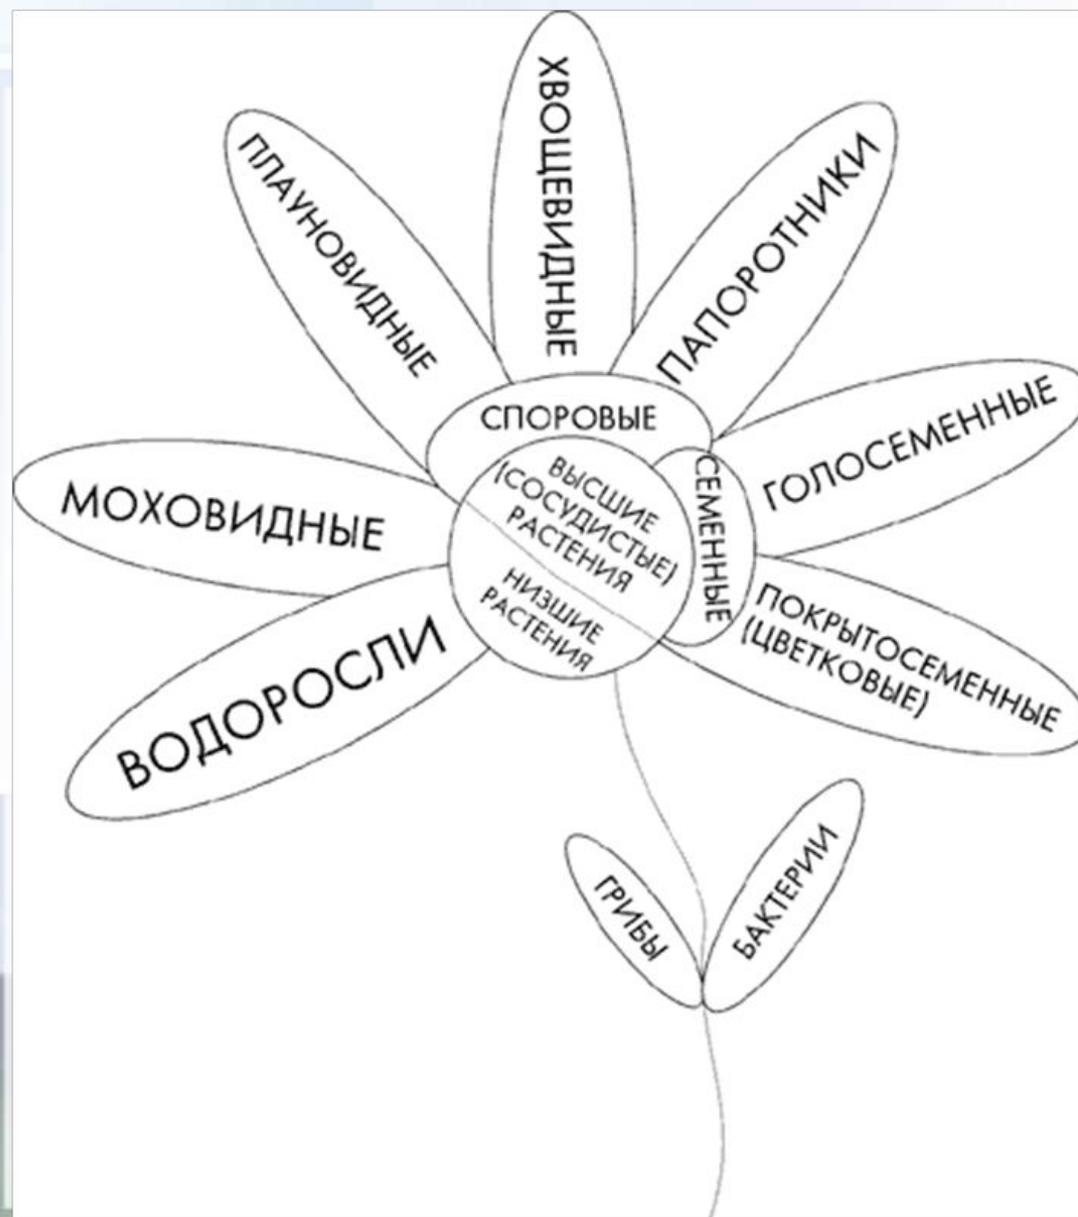 ХВОЩЕВИДНЫЕ
ПЛАУНОВИДНЫЕ
ПАПОРОТНИКИ
ГОЛОСЕМЕННЫЕ
СПОРОВЫЕ
СЕМЕННЫЕ
МОХОВИДНЫЕ
ВЫСШИЕ
(СОСУДИСТЫЕ)
РАСТЕНИЯ
НИЗШИЕ
РАСТЕНИЯ
ПОКРЫТОСЕМЕННЫЕ
(ЦВЕТКОВЫЕ)
ВОДОРОСЛИ
ГРИБЫ
БАКТЕРИИ